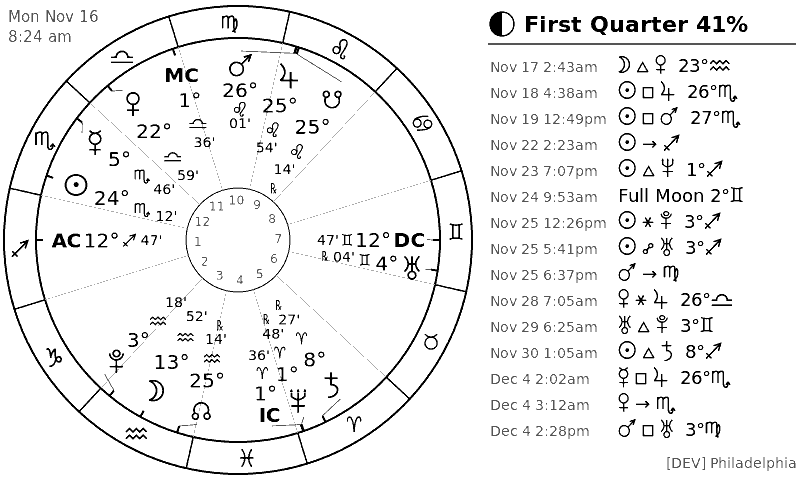 Mon Nov 16
8:24 am
MC
1° ♎ 36'
♂ 26° ♌ 01'
♃ 25° ♌ 54'
☋ 25° ♌ 14' ℞
♀ 22° ♎ 59'
☿ 5° ♏ 46'
☉ 24° ♏ 12'
AC 12° ♐ 47'
47' ♊ 12° DC
℞ 04' ♊ 4° ♅
♇ 3° ♒ 18'
☽ 13° ♒ 52'
☊ 25° ♒ 14' ℞
IC 1° ♈ 36'
♆ 1° ♈ 48' ℞
♄ 8° ♈ 27' ℞
1
2
3
4
5
6
7
8
9
10
11
12
♍
♌
♋
♊
♉
♈
♓
♒
♑
♐
♏
♎
First Quarter 41%
Nov 17 2:43am ☽ △ ♀ 23°♒
Nov 18 4:38am ☉ □ ♃ 26°♏
Nov 19 12:49pm ☉ □ ♂ 27°♏
Nov 22 2:23am ☉ → ♐
Nov 23 7:07pm ☉ △ ♆ 1°♐
Nov 24 9:53am Full Moon 2°♊
Nov 25 12:26pm ☉ ⚹ ♇ 3°♐
Nov 25 5:41pm ☉ ☍ ♅ 3°♐
Nov 25 6:37pm ♂ → ♍
Nov 28 7:05am ♀ ⚹ ♃ 26°♎
Nov 29 6:25am ♅ △ ♇ 3°♊
Nov 30 1:05am ☉ △ ♄ 8°♐
Dec 4 2:02am ☿ □ ♃ 26°♏
Dec 4 3:12am ♀ → ♏
Dec 4 2:28pm ♂ □ ♅ 3°♍
[DEV] Philadelphia